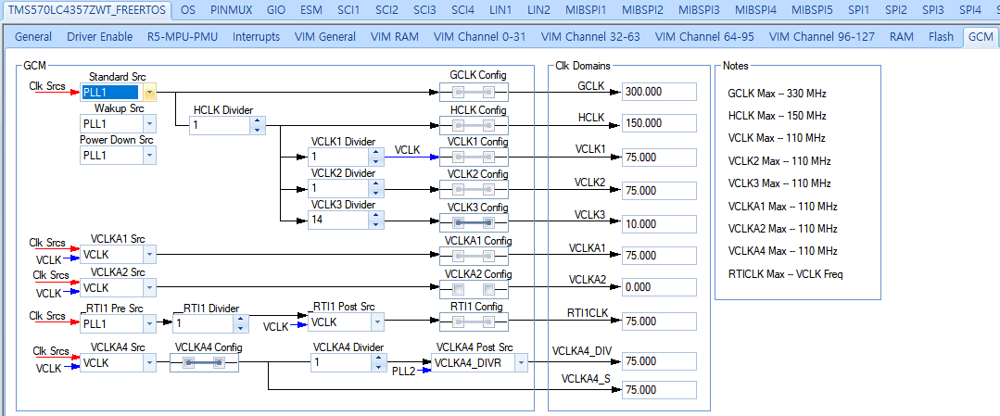 TMS570LC4357ZWT_FREERTOS OS PINMUX GIO ESM SCI1 SCI2 SCI3 SCI4 LIN1 LIN2 MIBSPI1 MIBSPI2 MIBSPI3 MIBSPI4 MIBSPI5 SPI1 SPI2 SPI3 SPI4
General Driver Enable R5-MPU-PMU Interrupts VIM General VIM RAM VIM Channel 0-31 VIM Channel 32-63 VIM Channel 64-95 VIM Channel 96-127 RAM Flash GCM
GCM
Standard Src
Clk Srcs
PLL1
Wakup Src
PLL1
Power Down Src
PLL1
HCLK Divider
1
VCLK1 Divider
1
VCLK
VCLK2 Divider
1
VCLK3 Divider
14
GCLK Config
HCLK Config
VCLK1 Config
VCLK2 Config
VCLK3 Config
VCLKA1 Src
Clk Srcs
VCLK
VCLK
VCLKA1 Config
VCLKA2 Src
Clk Srcs
VCLK
VCLK
VCLKA2 Config
RTI1 Pre Src
Clk Srcs
PLL1
RTI1 Divider
1
RTI1 Post Src
VCLK
VCLK
RTI1 Config
VCLKA4 Src
Clk Srcs
VCLK
VCLK
VCLKA4 Config
VCLKA4 Divider
1
VCLKA4 Post Src
PLL2
VCLKA4_DIVR
Clk Domains
GCLK 300.000
HCLK 150.000
VCLK1 75.000
VCLK2 75.000
VCLK3 10.000
VCLKA1 75.000
VCLKA2 0.000
RTI1CLK 75.000
VCLKA4_DIV 75.000
VCLKA4_S 75.000
Notes
GCLK Max -- 330 MHz
HCLK Max -- 150 MHz
VCLK Max -- 110 MHz
VCLK2 Max -- 110 MHz
VCLK3 Max -- 110 MHz
VCLKA1 Max -- 110 MHz
VCLKA2 Max -- 110 MHz
VCLKA4 Max -- 110 MHz
RTICLK Max -- VCLK Freq